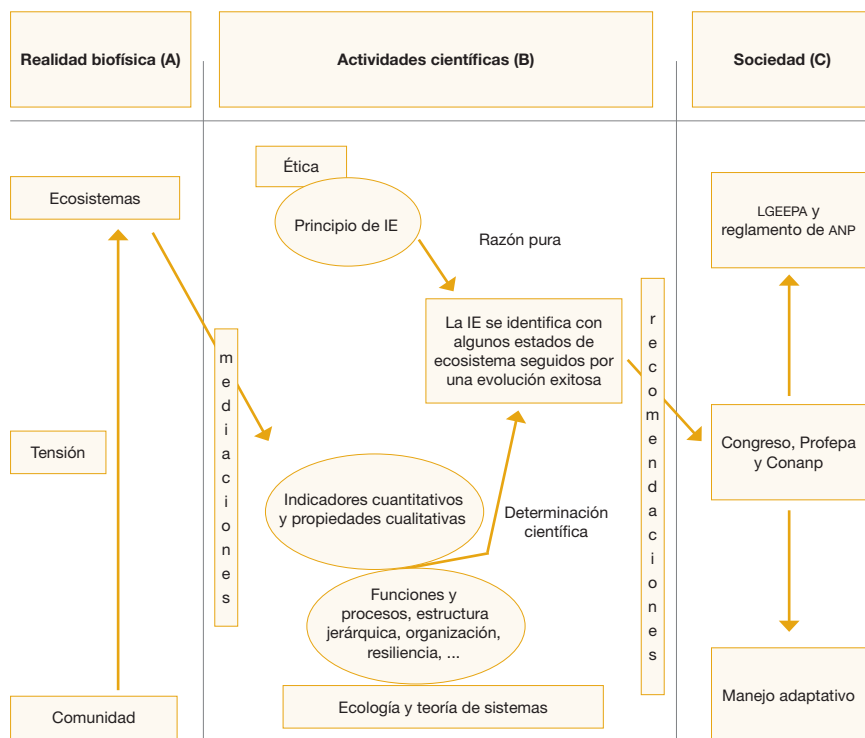 Realidad biofísica (A)
Actividades científicas (B)
Sociedad (C)
Ecosistemas
Tensión
Comunidad
mediaciones
Ética
Principio de IE
Razón pura
La IE se identifica con
algunos estados de
ecosistema seguidos por
una evolución exitosa
Indicadores cuantitativos
y propiedades cualitativas
Determinación
científica
Funciones y
procesos, estructura
jerárquica, organización,
resiliencia, ...
Ecología y teoría de sistemas
recomendaciones
LGEEPA y
reglamento de ANP
Congreso, Profepa
y Conanp
Manejo adaptativo